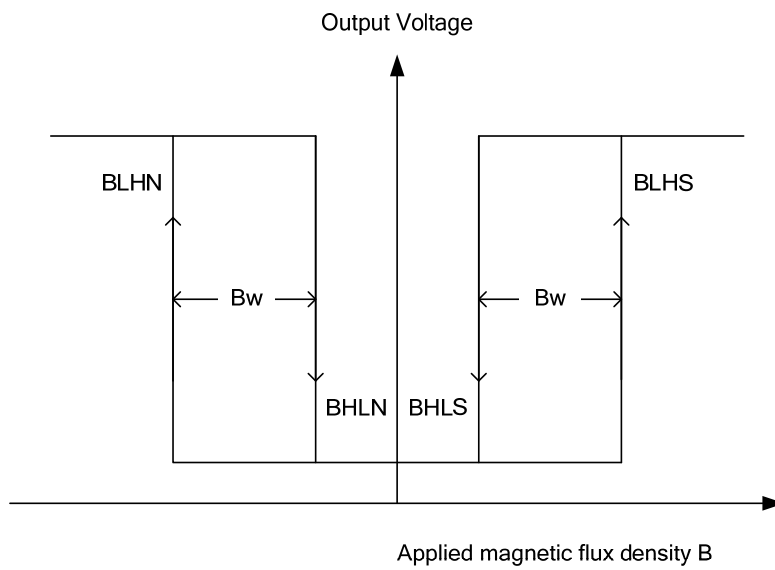 Output Voltage
BLHN
BLHS
Bw
Bw
BHLN
BHLS
Applied magnetic flux density B